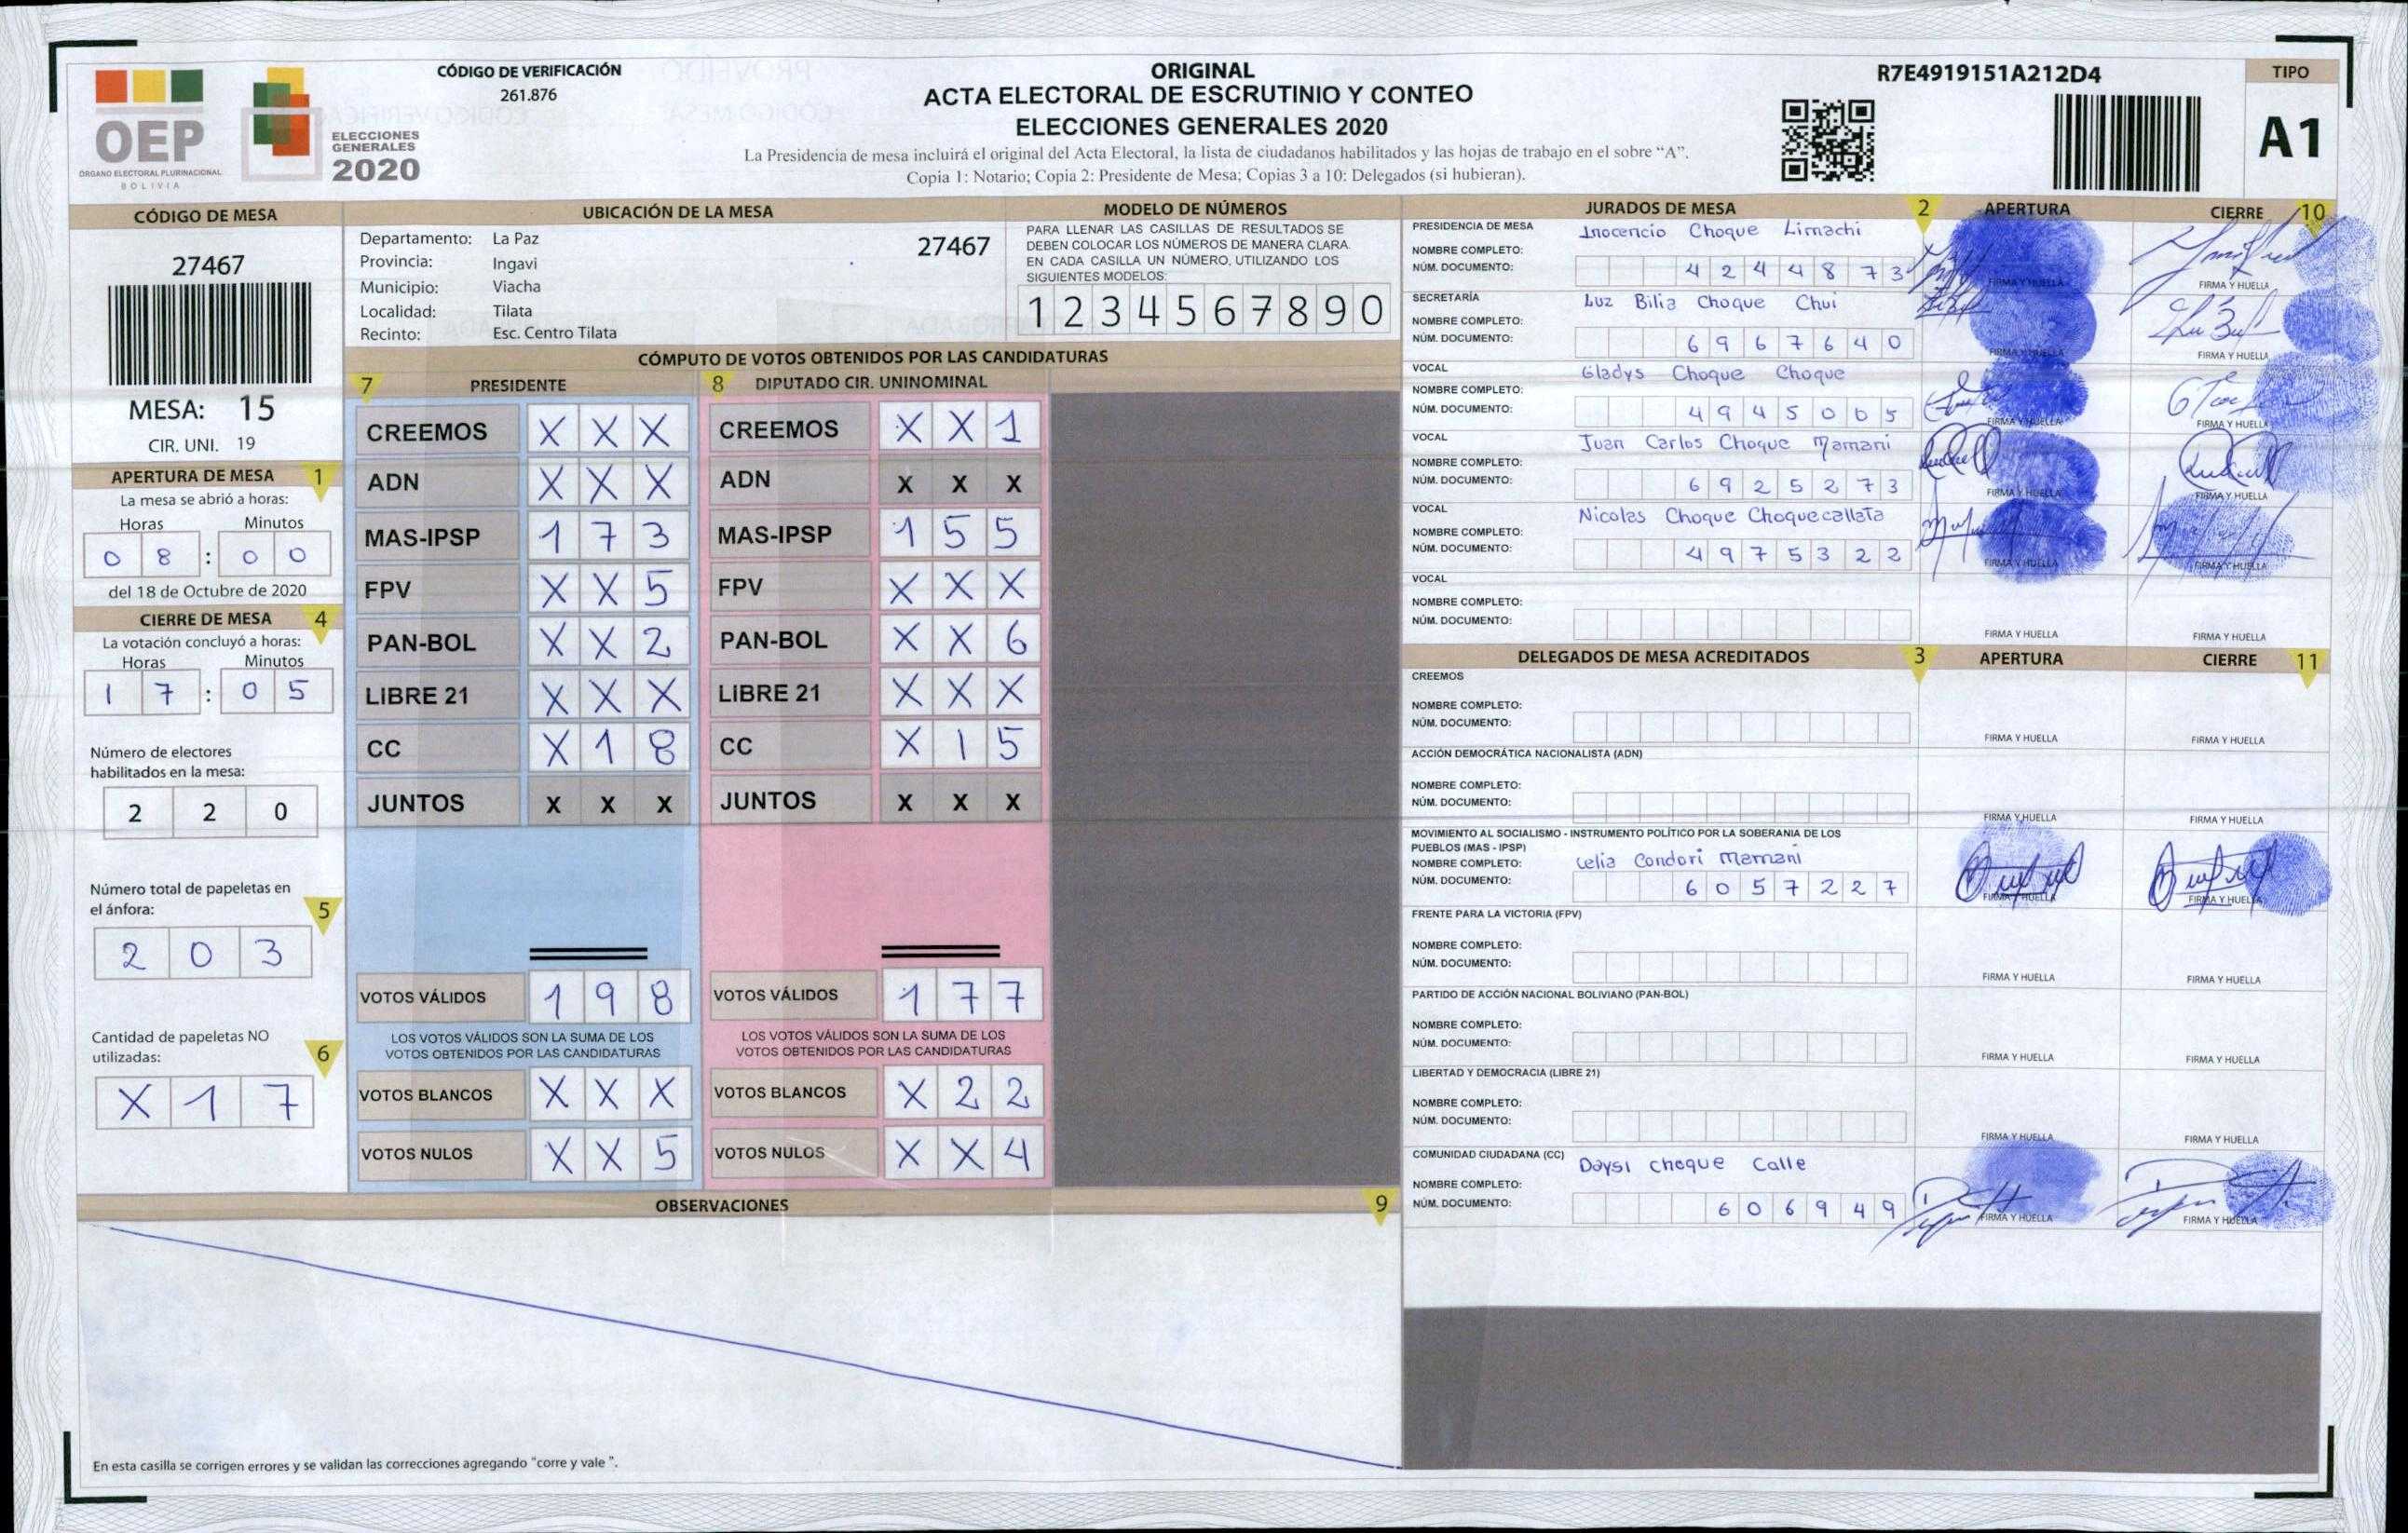 OEP
ÓRGANO ELECTORAL PLURINACIONAL
BOLIVIA
ELECCIONES
GENERALES
2020
CÓDIGO DE VERIFICACIÓN
261.876
ORIGINAL
ACTA ELECTORAL DE ESCRUTINIO Y CONTEO
ELECCIONES GENERALES 2020
La Presidencia de mesa incluirá el original del Acta Electoral, la lista de ciudadanos habilitados y las hojas de trabajo en el sobre “A”.
Copia 1: Notario; Copia 2: Presidente de Mesa; Copias 3 a 10: Delegados (si hubieran).
R7E4919151A212D4
TIPO
A1
CÓDIGO DE MESA
27467
MESA: 15
CIR. UNI. 19
APERTURA DE MESA 1
La mesa se abrió a horas:
Horas Minutos
0 8 : 0 0
del 18 de Octubre de 2020
CIERRE DE MESA 4
La votación concluyó a horas:
Horas Minutos
1 7 : 0 5
Número de electores
habilitados en la mesa:
2 2 0
Número total de papeletas en
el ánfora: 5
2 0 3
Cantidad de papeletas NO
utilizadas: 6
X 1 7
UBICACIÓN DE LA MESA
Departamento: La Paz
Provincia: Ingavi
Municipio: Viacha
Localidad: Tilata
Recinto: Esc. Centro Tilata
27467
MODELO DE NÚMEROS
PARA LLENAR LAS CASILLAS DE RESULTADOS SE
DEBEN COLOCAR LOS NÚMEROS DE MANERA CLARA.
EN CADA CASILLA UN NÚMERO, UTILIZANDO LOS
SIGUIENTES MODELOS:
1 2 3 4 5 6 7 8 9 0
CÓMPUTO DE VOTOS OBTENIDOS POR LAS CANDIDATURAS
7 PRESIDENTE
CREEMOS X X X
ADN X X X
MAS-IPSP 1 7 3
FPV X X 5
PAN-BOL X X 2
LIBRE 21 X X X
CC X 1 8
JUNTOS X X X
VOTOS VÁLIDOS 1 9 8
LOS VOTOS VÁLIDOS SON LA SUMA DE LOS
VOTOS OBTENIDOS POR LAS CANDIDATURAS
VOTOS BLANCOS X X X
VOTOS NULOS X X 5
8 DIPUTADO CIR. UNINOMINAL
CREEMOS X X 1
ADN X X X
MAS-IPSP 1 5 5
FPV X X X
PAN-BOL X X 6
LIBRE 21 X X X
CC X 1 5
JUNTOS X X X
VOTOS VÁLIDOS 1 7 7
LOS VOTOS VÁLIDOS SON LA SUMA DE LOS
VOTOS OBTENIDOS POR LAS CANDIDATURAS
VOTOS BLANCOS X 2 2
VOTOS NULOS X X 4
OBSERVACIONES 9
En esta casilla se corrigen errores y se validan las correcciones agregando "corre y vale ".
JURADOS DE MESA 2 APERTURA CIERRE 10
PRESIDENCIA DE MESA
NOMBRE COMPLETO: Inocencio Choque Limachi
NÚM. DOCUMENTO: 4 2 4 4 8 7 3
FIRMA Y HUELLA FIRMA Y HUELLA
SECRETARÍA
NOMBRE COMPLETO: Luz Bilia Choque Chui
NÚM. DOCUMENTO: 6 9 6 7 6 4 0
FIRMA Y HUELLA FIRMA Y HUELLA
VOCAL
NOMBRE COMPLETO: Gladys Choque Choque
NÚM. DOCUMENTO: 4 9 4 5 0 6 5
FIRMA Y HUELLA FIRMA Y HUELLA
VOCAL
NOMBRE COMPLETO: Juan Carlos Choque Mamani
NÚM. DOCUMENTO: 6 9 2 5 2 7 3
FIRMA Y HUELLA FIRMA Y HUELLA
VOCAL
NOMBRE COMPLETO: Nicolas Choque Choquecallata
NÚM. DOCUMENTO: 4 9 7 5 3 2 2
FIRMA Y HUELLA FIRMA Y HUELLA
VOCAL
NOMBRE COMPLETO:
NÚM. DOCUMENTO:
FIRMA Y HUELLA FIRMA Y HUELLA
DELEGADOS DE MESA ACREDITADOS 3 APERTURA CIERRE 11
CREEMOS
NOMBRE COMPLETO:
NÚM. DOCUMENTO:
FIRMA Y HUELLA FIRMA Y HUELLA
ACCIÓN DEMOCRÁTICA NACIONALISTA (ADN)
NOMBRE COMPLETO:
NÚM. DOCUMENTO:
FIRMA Y HUELLA FIRMA Y HUELLA
MOVIMIENTO AL SOCIALISMO - INSTRUMENTO POLÍTICO POR LA SOBERANIA DE LOS
PUEBLOS (MAS - IPSP)
NOMBRE COMPLETO: Celia Condori Mamani
NÚM. DOCUMENTO: 6 0 5 7 2 2 7
FIRMA Y HUELLA FIRMA Y HUELLA
FRENTE PARA LA VICTORIA (FPV)
NOMBRE COMPLETO:
NÚM. DOCUMENTO:
FIRMA Y HUELLA FIRMA Y HUELLA
PARTIDO DE ACCIÓN NACIONAL BOLIVIANO (PAN-BOL)
NOMBRE COMPLETO:
NÚM. DOCUMENTO:
FIRMA Y HUELLA FIRMA Y HUELLA
LIBERTAD Y DEMOCRACIA (LIBRE 21)
NOMBRE COMPLETO:
NÚM. DOCUMENTO:
FIRMA Y HUELLA FIRMA Y HUELLA
COMUNIDAD CIUDADANA (CC)
NOMBRE COMPLETO: Daysi choque Calle
NÚM. DOCUMENTO: 6 0 6 9 4 9
FIRMA Y HUELLA FIRMA Y HUELLA